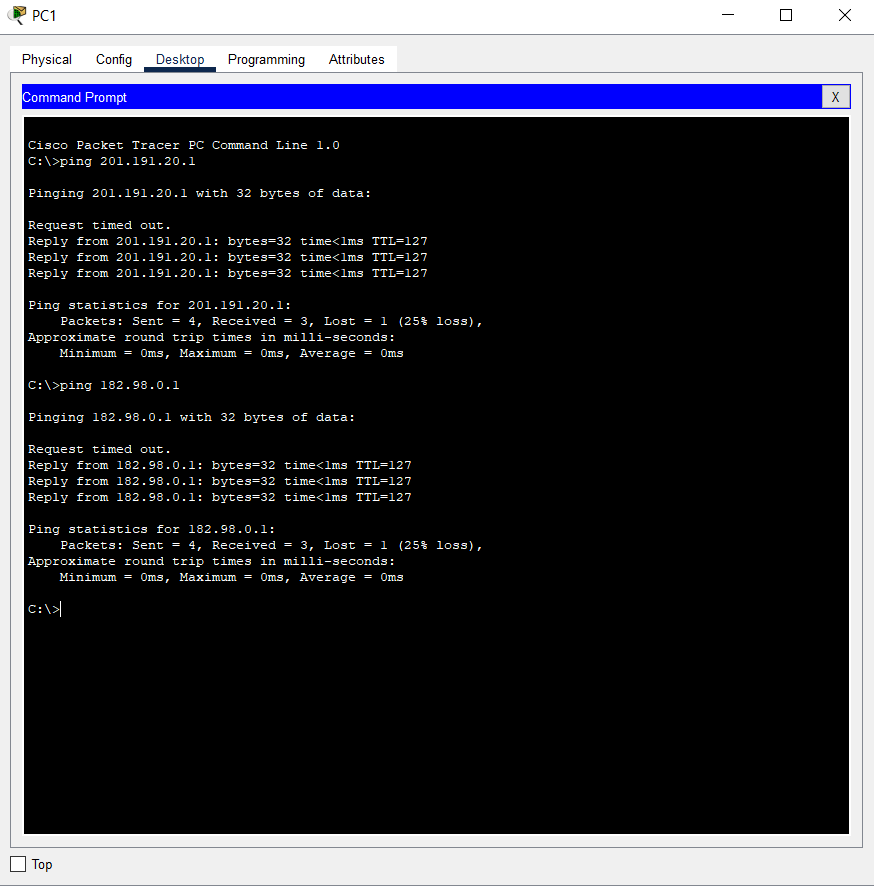 PC1
Physical Config Desktop Programming Attributes
Command Prompt X
Cisco Packet Tracer PC Command Line 1.0
C:\>ping 201.191.20.1
Pinging 201.191.20.1 with 32 bytes of data:
Request timed out.
Reply from 201.191.20.1: bytes=32 time<1ms TTL=127
Reply from 201.191.20.1: bytes=32 time<1ms TTL=127
Reply from 201.191.20.1: bytes=32 time<1ms TTL=127
Ping statistics for 201.191.20.1:
    Packets: Sent = 4, Received = 3, Lost = 1 (25% loss),
Approximate round trip times in milli-seconds:
    Minimum = 0ms, Maximum = 0ms, Average = 0ms
C:\>ping 182.98.0.1
Pinging 182.98.0.1 with 32 bytes of data:
Request timed out.
Reply from 182.98.0.1: bytes=32 time<1ms TTL=127
Reply from 182.98.0.1: bytes=32 time<1ms TTL=127
Reply from 182.98.0.1: bytes=32 time<1ms TTL=127
Ping statistics for 182.98.0.1:
    Packets: Sent = 4, Received = 3, Lost = 1 (25% loss),
Approximate round trip times in milli-seconds:
    Minimum = 0ms, Maximum = 0ms, Average = 0ms
C:\>
Top